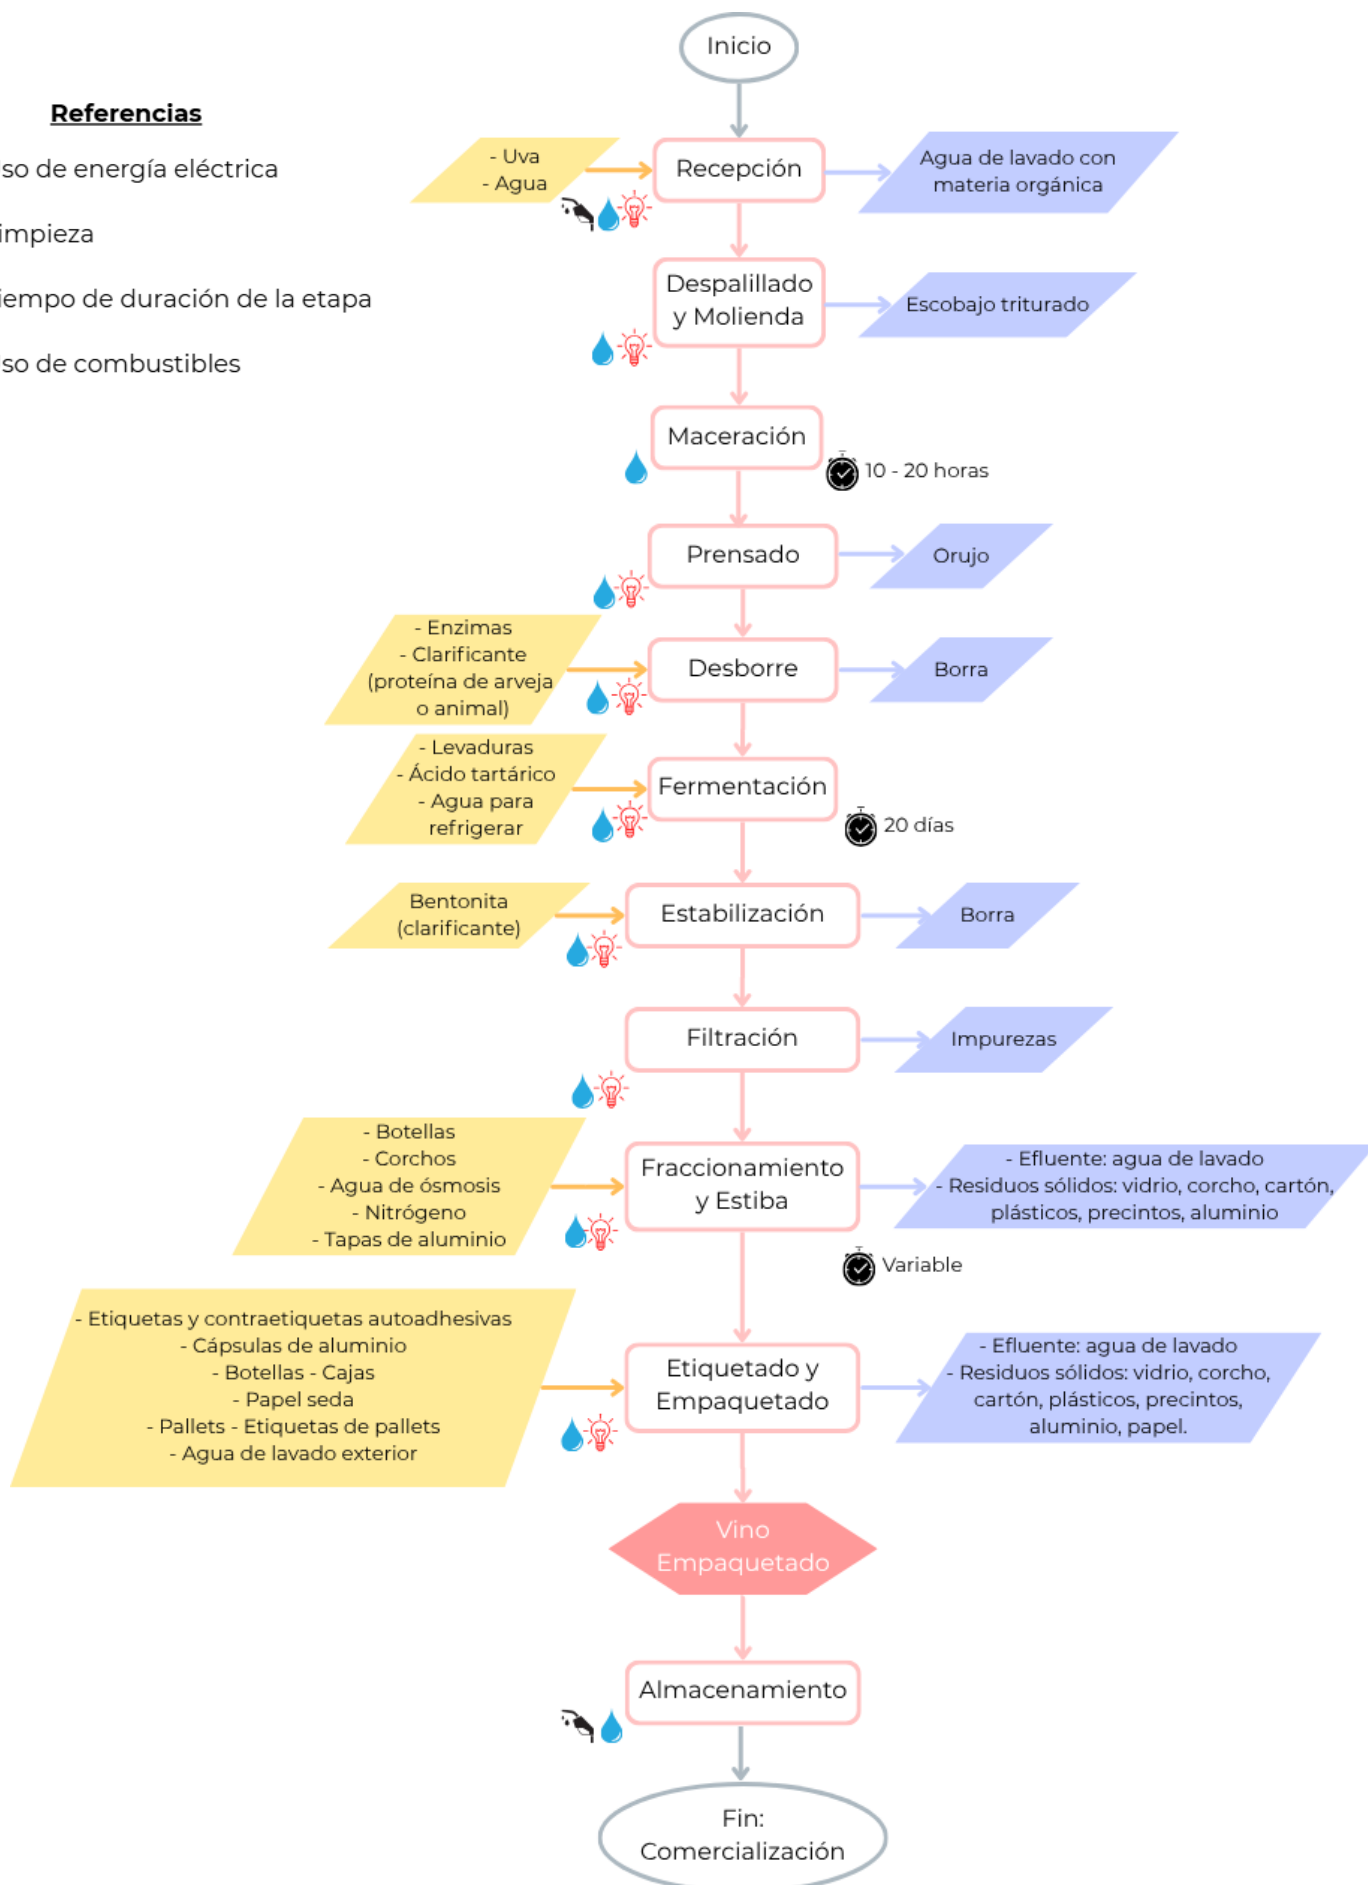 Inicio
Referencias
so de energía eléctrica
impieza
iempo de duración de la etapa
so de combustibles
- Uva
- Agua
Recepción
Agua de lavado con
materia orgánica
Despalillado
y Molienda
Escobajo triturado
Maceración
10 - 20 horas
Prensado
Orujo
- Enzimas
- Clarificante
(proteína de arveja
o animal)
Desborre
Borra
- Levaduras
- Ácido tartárico
- Agua para
refrigerar
Fermentación
20 días
Bentonita
(clarificante)
Estabilización
Borra
Filtración
Impurezas
- Botellas
- Corchos
- Agua de ósmosis
- Nitrógeno
- Tapas de aluminio
Fraccionamiento
y Estiba
- Efluente: agua de lavado
- Residuos sólidos: vidrio, corcho, cartón,
plásticos, precintos, aluminio
Variable
- Etiquetas y contraetiquetas autoadhesivas
- Cápsulas de aluminio
- Botellas - Cajas
- Papel seda
- Pallets - Etiquetas de pallets
- Agua de lavado exterior
Etiquetado y
Empaquetado
- Efluente: agua de lavado
- Residuos sólidos: vidrio, corcho,
cartón, plásticos, precintos,
aluminio, papel.
Vino
Empaquetado
Almacenamiento
Fin:
Comercialización